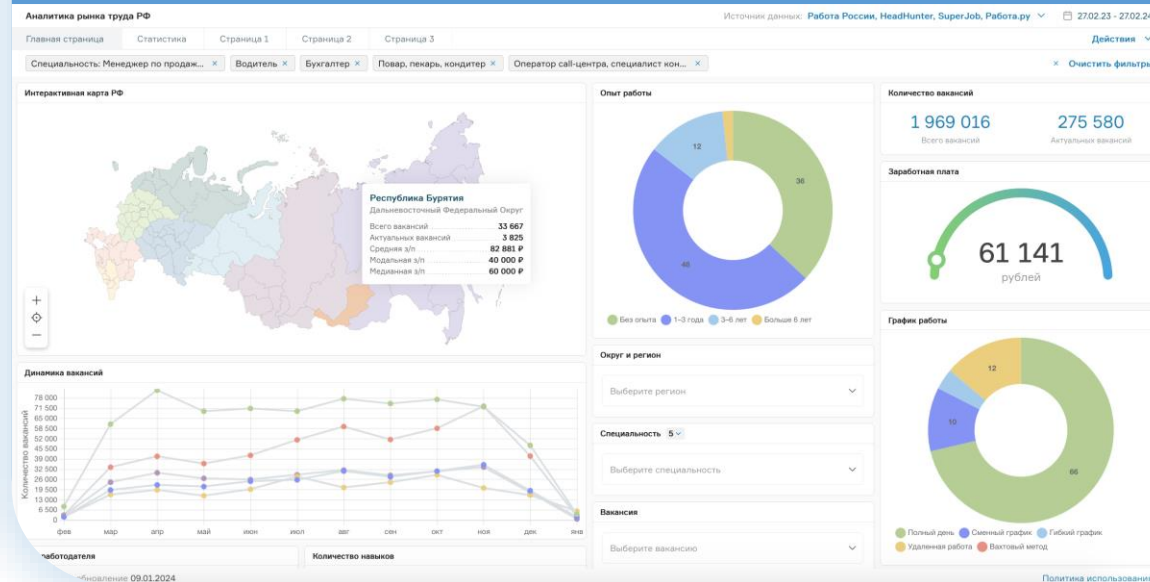 Аналитика рынка труда РФ
Источник данных: Работа России, HeadHunter, SuperJob, Работа.ру
27.02.23 - 27.02.24
Главная страница
Статистика
Страница 1
Страница 2
Страница 3
Действия
Специальность: Менеджер по продаж... ×
Водитель ×
Бухгалтер ×
Повар, пекарь, кондитер ×
Оператор call-центра, специалист кон... ×
× Очистить фильтры
Интерактивная карта РФ
Республика Бурятия
Дальневосточный Федеральный Округ
Всего вакансий 33 667
Актуальных вакансий 3 825
Средняя з/п 82 881 ₽
Модальная з/п 40 000 ₽
Медианная з/п 60 000 ₽
+
−
Опыт работы
12
36
48
Без опыта 1–3 года 3–6 лет Больше 6 лет
Количество вакансий
1 969 016
Всего вакансий
275 580
Актуальных вакансий
Заработная плата
61 141
рублей
График работы
12
10
66
Полный день Сменный график Гибкий график
Удаленная работа Вахтовый метод
Округ и регион
Выберите регион
Специальность 5
Выберите специальность
Вакансия
Выберите вакансию
Динамика вакансий
Количество вакансий
78 000
71 500
65 000
58 500
52 000
45 500
39 000
32 500
26 000
19 500
13 000
6 500
0
фев мар апр май июн июл авг сен окт ноя дек янв
работодателя
Количество навыков
обновление 09.01.2024
Политика использования